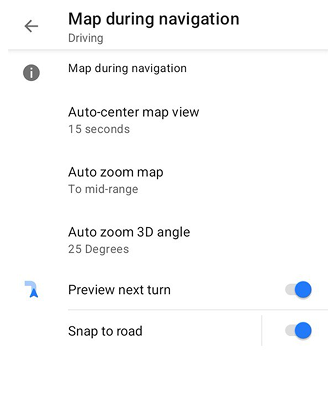 Map during navigation
Driving
Map during navigation
Auto-center map view
15 seconds
Auto zoom map
To mid-range
Auto zoom 3D angle
25 Degrees
Preview next turn
Snap to road